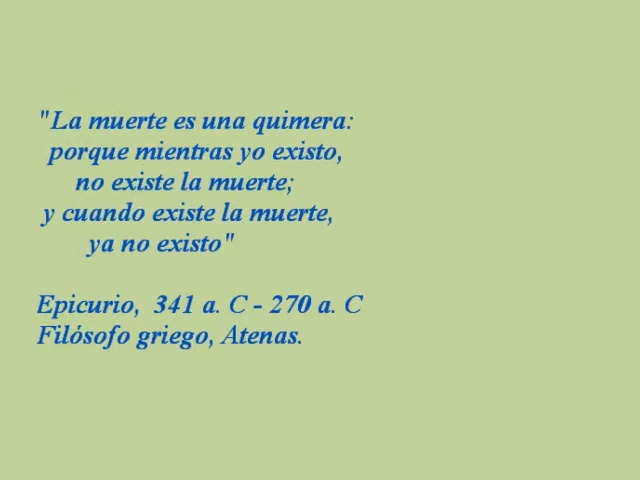 "La muerte es una quimera:
porque mientras yo existo,
no existe la muerte;
y cuando existe la muerte,
ya no existo"
Epicurio, 341 a. C - 270 a. C
Filósofo griego, Atenas.